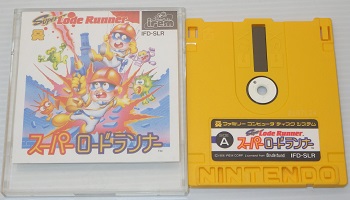 Super Lode Runner
irem
IFD-SLR
スーパー ロードランナー
ファミリー コンピュータ ディスク システム
A
Super Lode Runner
スーパー ロードランナー
IFD-SLR
NINTENDO